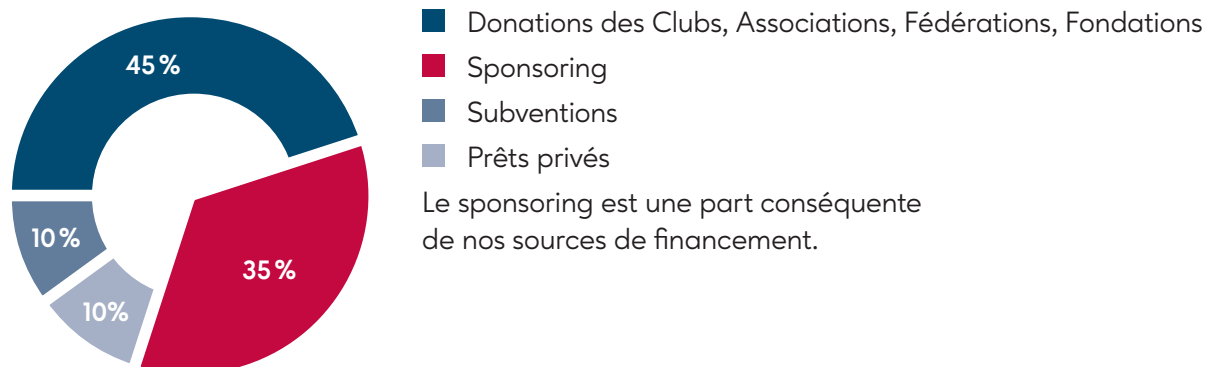 45 %
10 %
10%
35 %
Donations des Clubs, Associations, Fédérations, Fondations
Sponsoring
Subventions
Prêts privés
Le sponsoring est une part conséquente
de nos sources de financement.